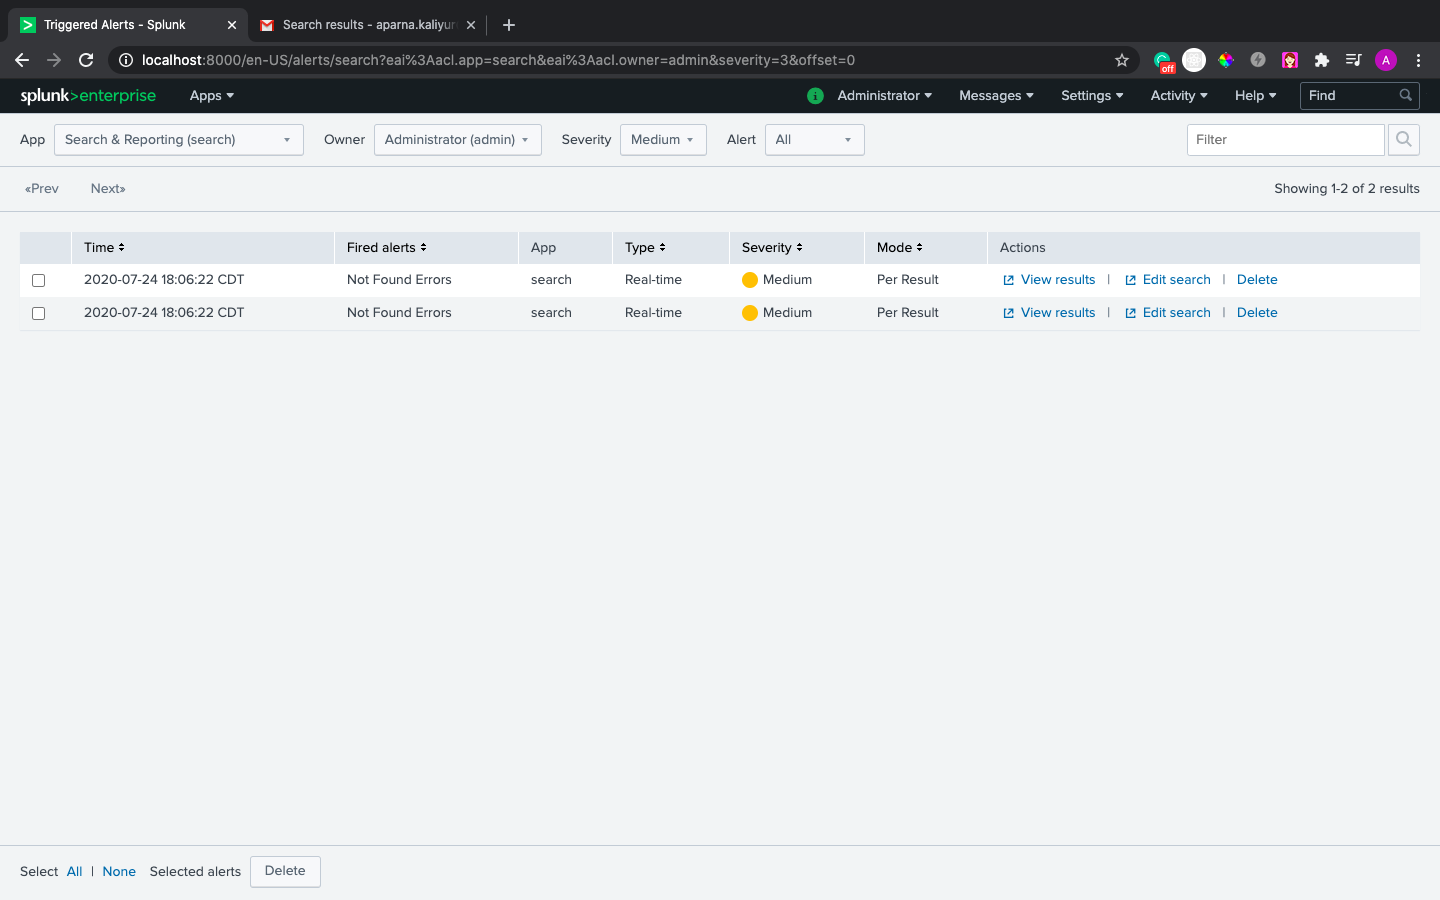 Triggered Alerts - Splunk
Search results - aparna.kaliyur
localhost:8000/en-US/alerts/search?eai%3Aacl.app=search&eai%3Aacl.owner=admin&severity=3&offset=0
off
A
splunk>enterprise Apps
i Administrator Messages Settings Activity Help Find
App Search & Reporting (search) Owner Administrator (admin) Severity Medium Alert All Filter
«Prev Next» Showing 1-2 of 2 results
Time Fired alerts App Type Severity Mode Actions
2020-07-24 18:06:22 CDT Not Found Errors search Real-time Medium Per Result View results | Edit search | Delete
2020-07-24 18:06:22 CDT Not Found Errors search Real-time Medium Per Result View results | Edit search | Delete
Select All | None Selected alerts Delete